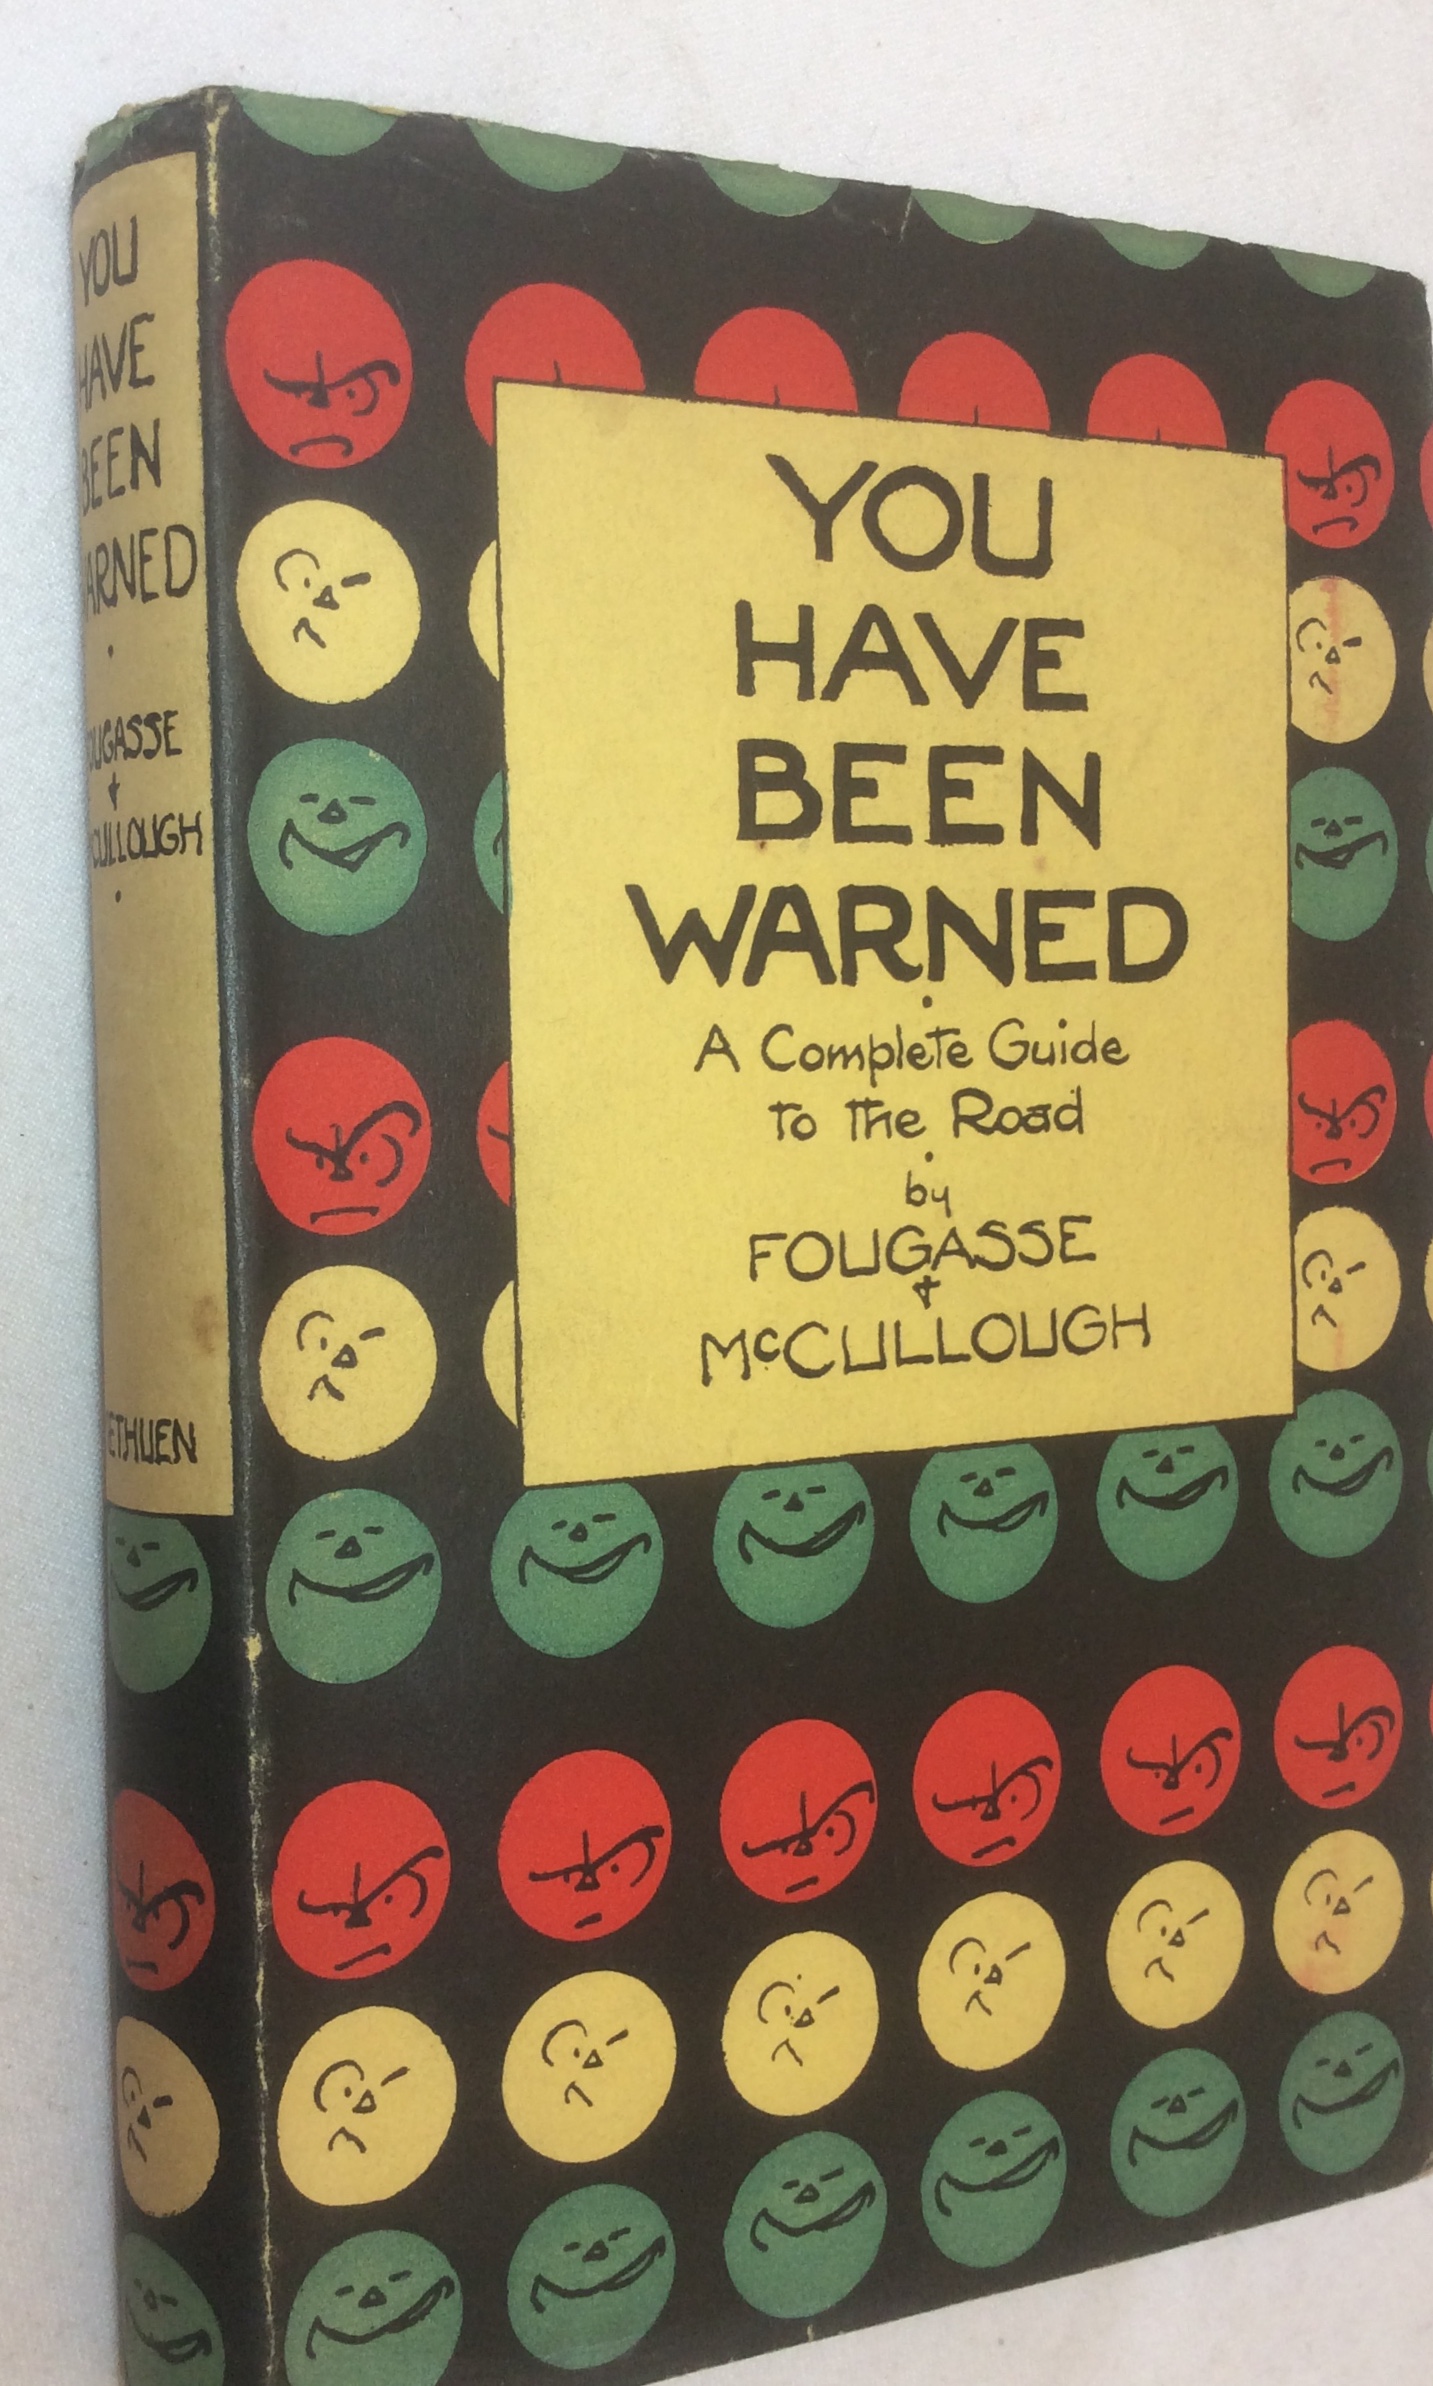 YOU
HAVE
BEEN
WARNED
.
FOUGASSE
+
McCULLOUGH
.
METHUEN
YOU
HAVE
BEEN
WARNED
.
A Complete Guide
to the Road
.
by
FOUGASSE
+
McCULLOUGH